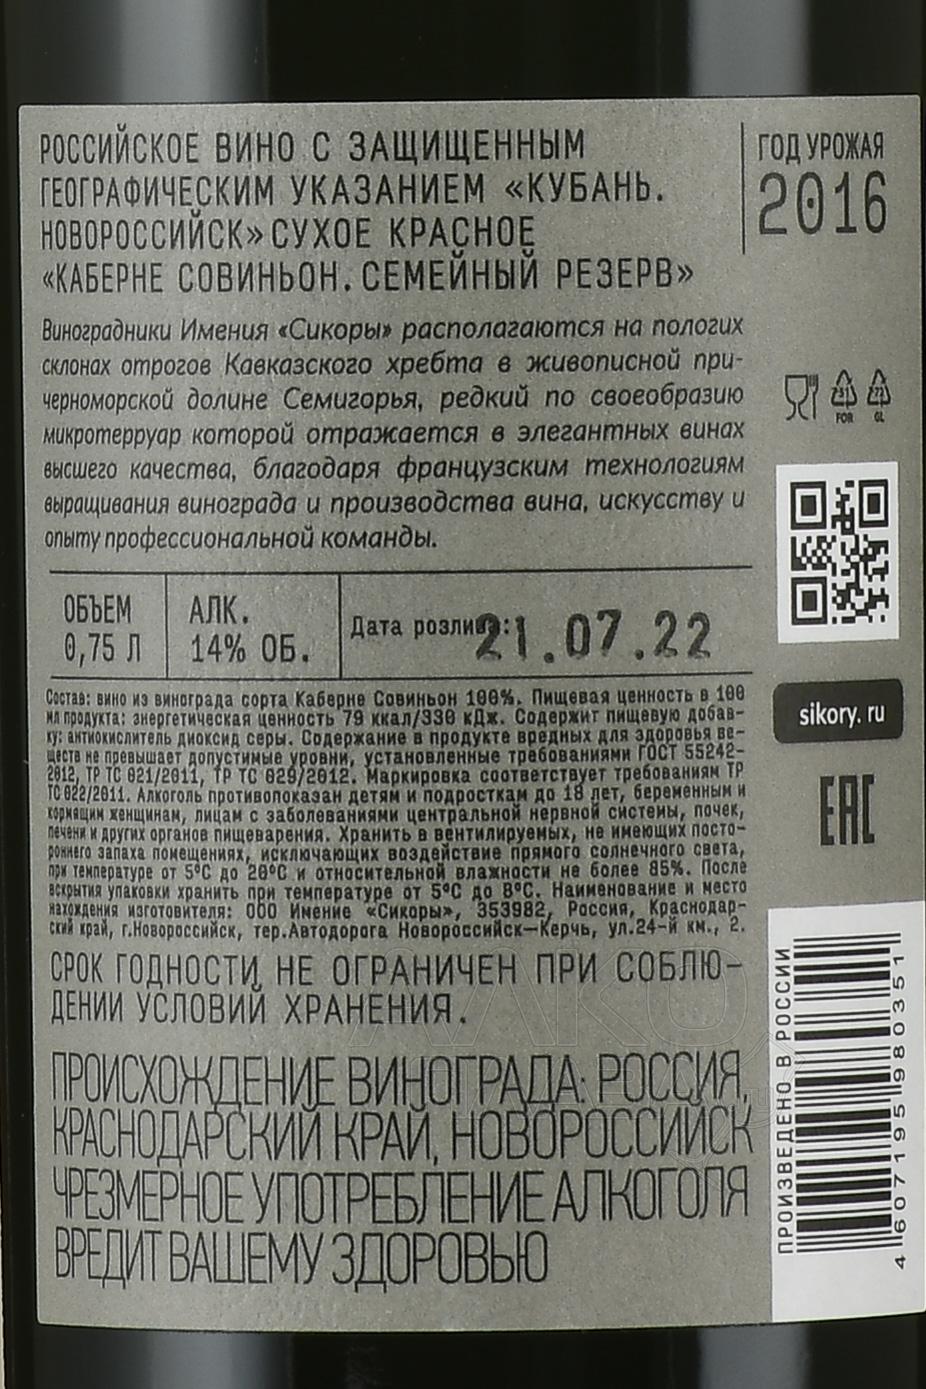 РОССИЙСКОЕ ВИНО С ЗАЩИЩЕННЫМ
ГЕОГРАФИЧЕСКИМ УКАЗАНИЕМ «КУБАНЬ.
НОВОРОССИЙСК» СУХОЕ КРАСНОЕ
«КАБЕРНЕ СОВИНЬОН. СЕМЕЙНЫЙ РЕЗЕРВ»
ГОД УРОЖАЯ
2016
Виноградники Имения «Сикоры» располагаются на пологих
склонах отрогов Кавказского хребта в живописной при-
черноморской долине Семигорья, редкий по своеобразию
микротерруар которой отражается в элегантных винах
высшего качества, благодаря французским технологиям
выращивания винограда и производства вина, искусству и
опыту профессиональной команды.
FOR
GL
ОБЪЕМ
0,75 Л
АЛК.
14% ОБ.
Дата розлива: 21.07.22
Состав: вино из винограда сорта Каберне Совиньон 100%. Пищевая ценность в 100
мл продукта: энергетическая ценность 79 ккал/330 кДж. Содержит пищевую добав-
ку: антиокислитель диоксид серы. Содержание в продукте вредных для здоровья ве-
ществ не превышает допустимые уровни, установленные требованиями ГОСТ 55242-
2012, ТР ТС 021/2011, ТР ТС 029/2012. Маркировка соответствует требованиям ТР
ТС 022/2011. Алкоголь противопоказан детям и подросткам до 18 лет, беременным и
кормящим женщинам, лицам с заболеваниями центральной нервной системы, почек,
печени и других органов пищеварения. Хранить в вентилируемых, не имеющих посто-
роннего запаха помещениях, исключающих воздействие прямого солнечного света,
при температуре от 5°С до 20°С и относительной влажности не более 85%. После
вскрытия упаковки хранить при температуре от 5°С до 8°С. Наименование и место
нахождения изготовителя: ООО Имение «Сикоры», 353982, Россия, Краснодар-
ский край, г.Новороссийск, тер.Автодорога Новороссийск—Керчь, ул.24-й км., 2.
sikory.ru
EAC
СРОК ГОДНОСТИ НЕ ОГРАНИЧЕН ПРИ СОБЛЮ-
ДЕНИИ УСЛОВИЙ ХРАНЕНИЯ.
ПРОИСХОЖДЕНИЕ ВИНОГРАДА: РОССИЯ,
КРАСНОДАРСКИЙ КРАЙ, НОВОРОССИЙСК
ЧРЕЗМЕРНОЕ УПОТРЕБЛЕНИЕ АЛКОГОЛЯ
ВРЕДИТ ВАШЕМУ ЗДОРОВЬЮ
ПРОИЗВЕДЕНО В РОССИИ
4 607195 980351